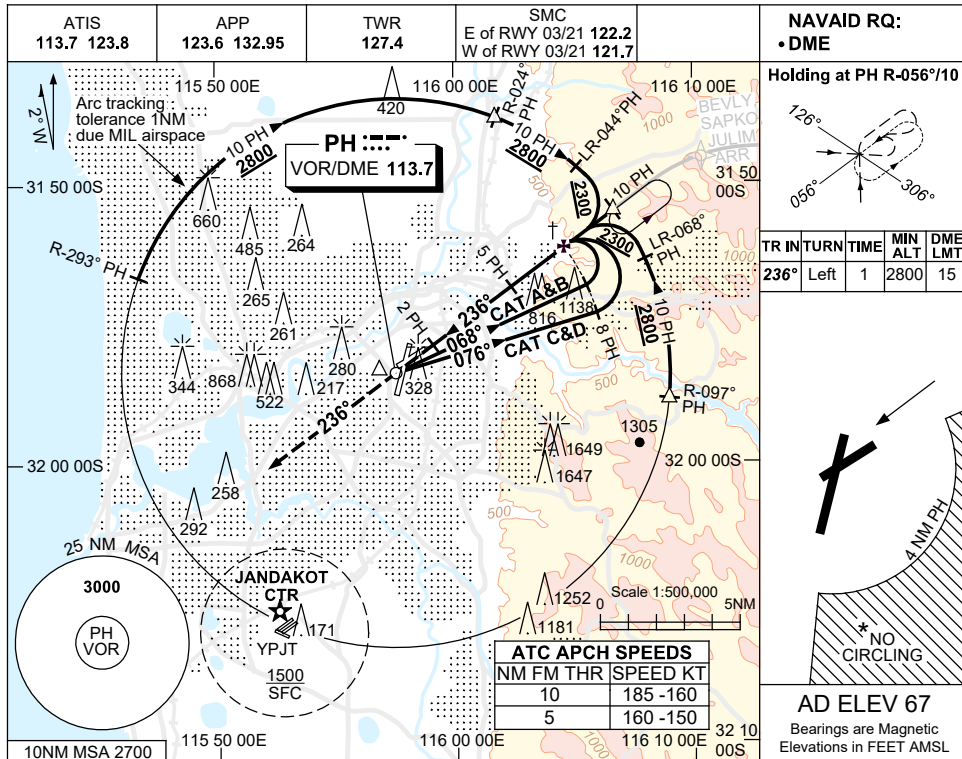 ATIS
113.7 123.8
APP
123.6 132.95
TWR
127.4
SMC
E of RWY 03/21 122.2
W of RWY 03/21 121.7
NAVAID RQ:
• DME
2° W
115 50 00E
116 00 00E
116 10 00E
Arc tracking
tolerance 1NM
due MIL airspace
10 PH
2800
420
R-024°
PH
10 PH
2800
LR-044°PH
BEVLY
SAPKO
JULIM
ARR
1000
1000
500
PH
VOR/DME 113.7
31 50 00S
31 50
00S
2300
10 PH
660
485
264
R-293° PH
265
261
5 PH
2300
LR-068°
PH
10 PH
2800
236°
CAT A&B
816
1138
2 PH
068°
076°
CAT C&D
8 PH
344
868
522
217
280
328
500
R-097°
PH
236°
1305
1649
1647
32 00 00S
32 00 00S
258
292
500
1000
1000
25 NM MSA
3000
PH
VOR
JANDAKOT
CTR
171
YPJT
1500
SFC
1252
1181
Scale 1:500,000
0
5NM
ATC APCH SPEEDS
NM FM THR SPEED KT
10 185 -160
5 160 -150
10NM MSA 2700
115 50 00E
116 00 00E
116 10 00E
32 10
00S
Holding at PH R-056°/10
126°
056°
306°
TR IN TURN TIME MIN ALT DME LMT
236° Left 1 2800 15
4 NM PH
*
NO
CIRCLING
AD ELEV 67
Bearings are Magnetic
Elevations in FEET AMSL